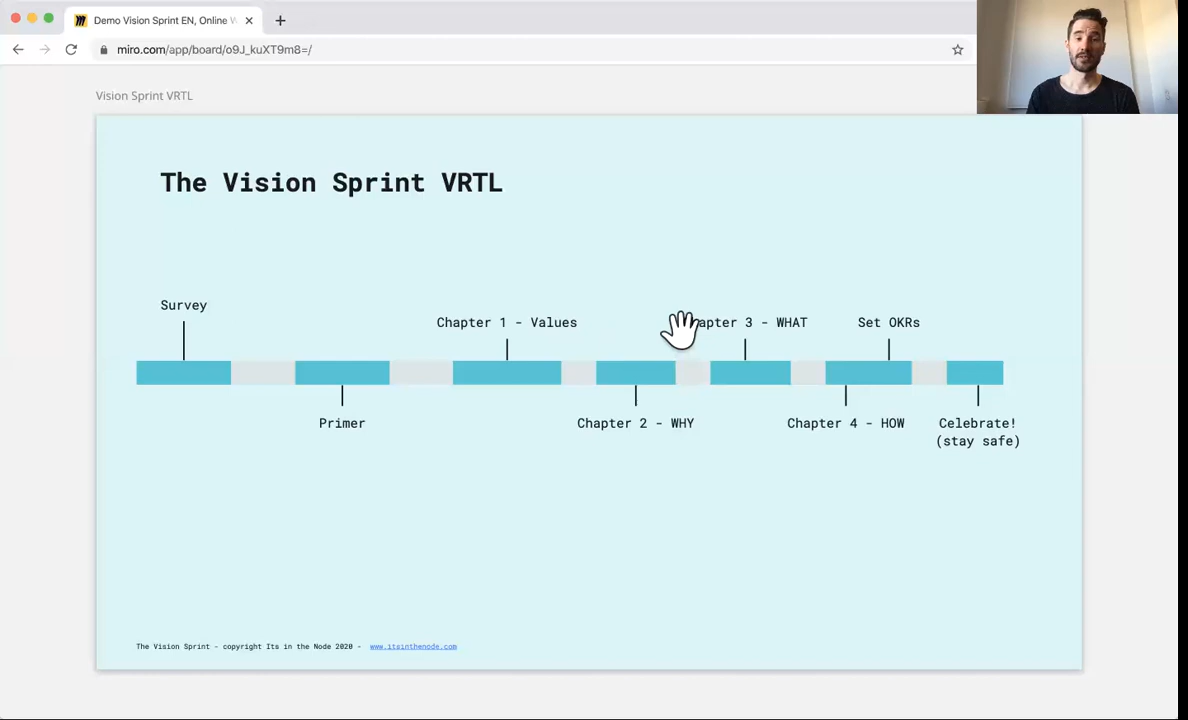 Demo Vision Sprint EN, Online
miro.com/app/board/o9J_kuXT9m8=/
Vision Sprint VRTL
The Vision Sprint VRTL
Survey
Chapter 1 - Values
apter 3 - WHAT
Set OKRs
Primer
Chapter 2 - WHY
Chapter 4 - HOW
Celebrate!
(stay safe)
The Vision Sprint - copyright Its in the Node 2020 - www.itsinthenode.com